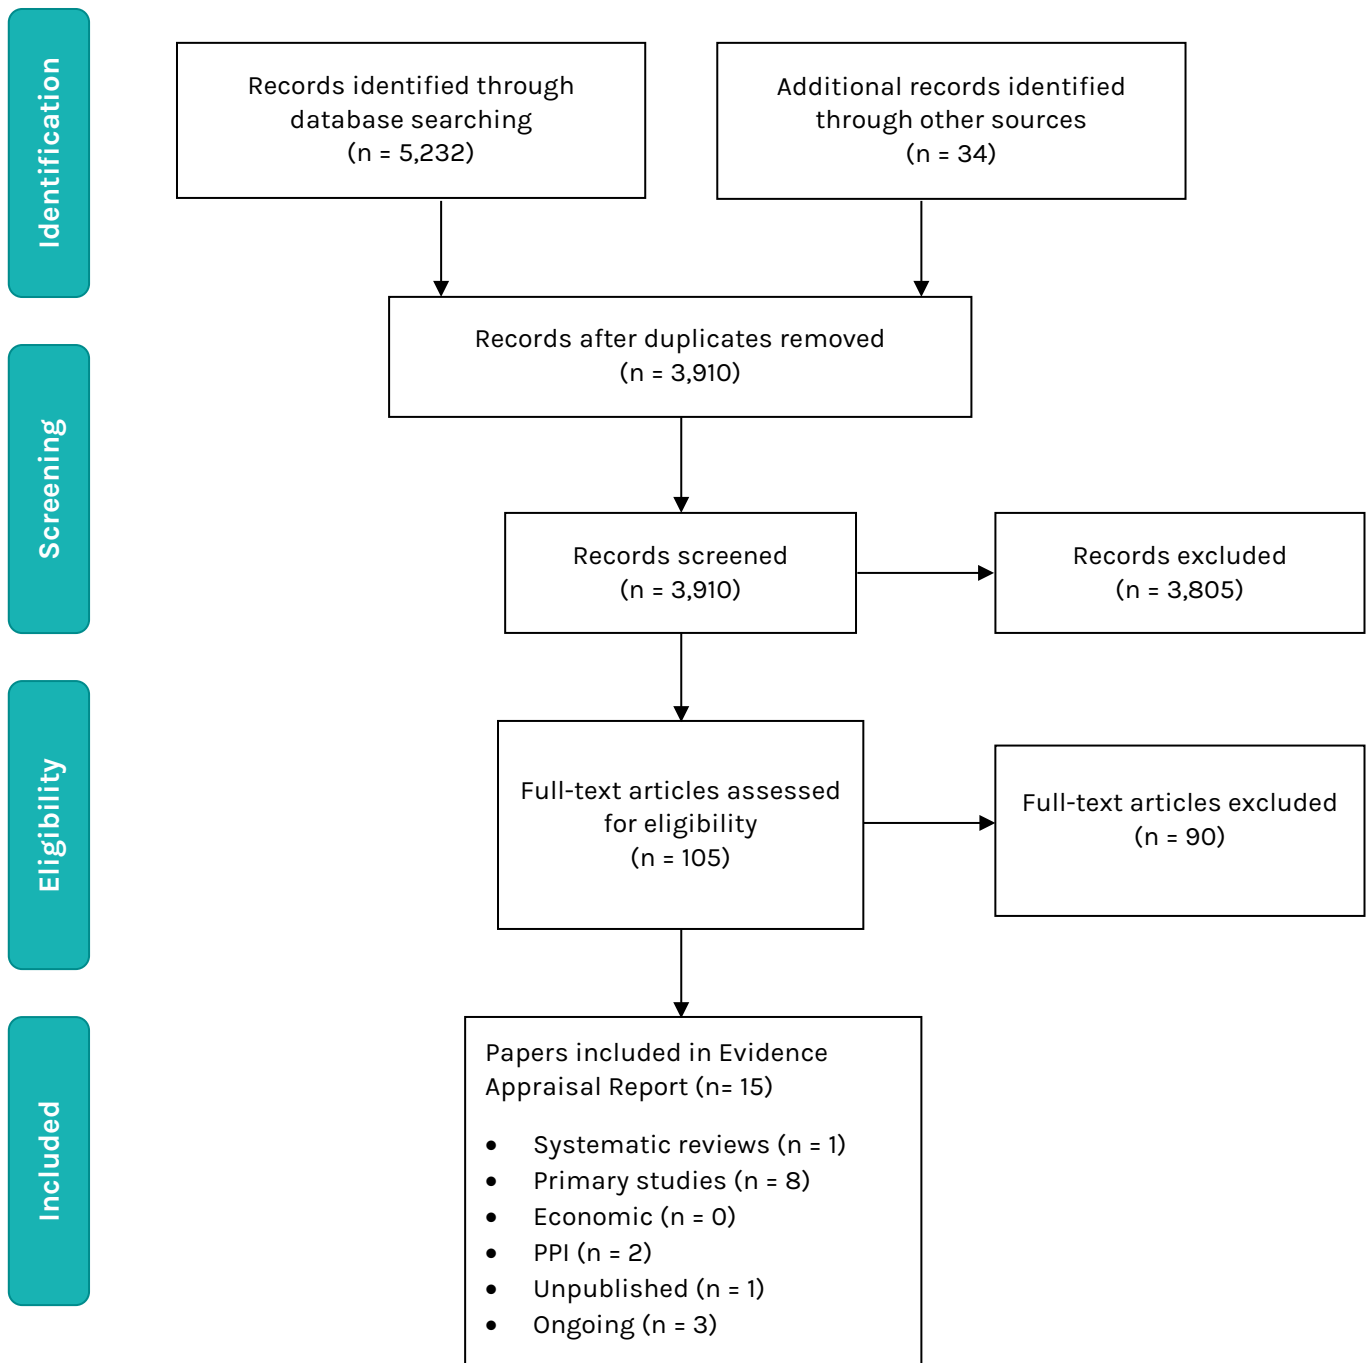 Identification
Records identified through
database searching
(n = 5,232)
Additional records identified
through other sources
(n = 34)
Records after duplicates removed
(n = 3,910)
Screening
Records screened
(n = 3,910)
Records excluded
(n = 3,805)
Eligibility
Full-text articles assessed
for eligibility
(n = 105)
Full-text articles excluded
(n = 90)
Included
Papers included in Evidence
Appraisal Report (n= 15)
• Systematic reviews (n = 1)
• Primary studies (n = 8)
• Economic (n = 0)
• PPI (n = 2)
• Unpublished (n = 1)
• Ongoing (n = 3)